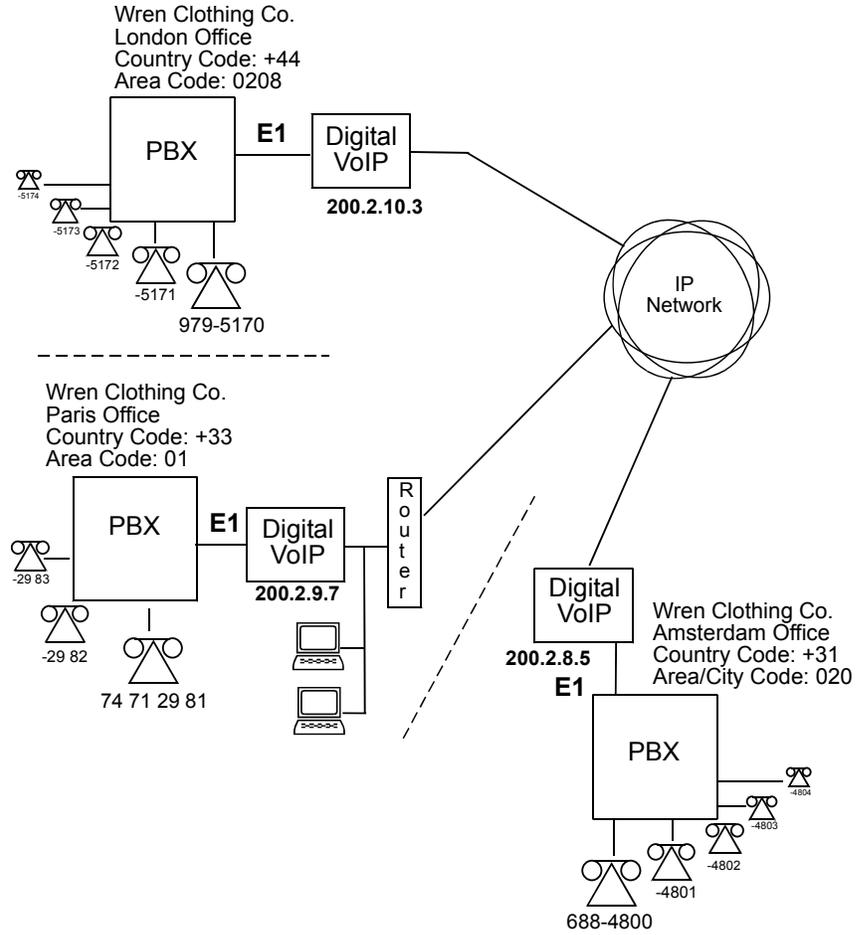 Wren Clothing Co.
London Office
Country Code: +44
Area Code: 0208
PBX
E1
Digital
VoIP
200.2.10.3
-5174
-5173
-5172
-5171
979-5170
IP
Network
Wren Clothing Co.
Paris Office
Country Code: +33
Area Code: 01
PBX
E1
Digital
VoIP
200.2.9.7
Router
-29 83
-29 82
74 71 29 81
Digital
VoIP
200.2.8.5
E1
Wren Clothing Co.
Amsterdam Office
Country Code: +31
Area/City Code: 020
PBX
-4804
-4803
-4802
-4801
688-4800